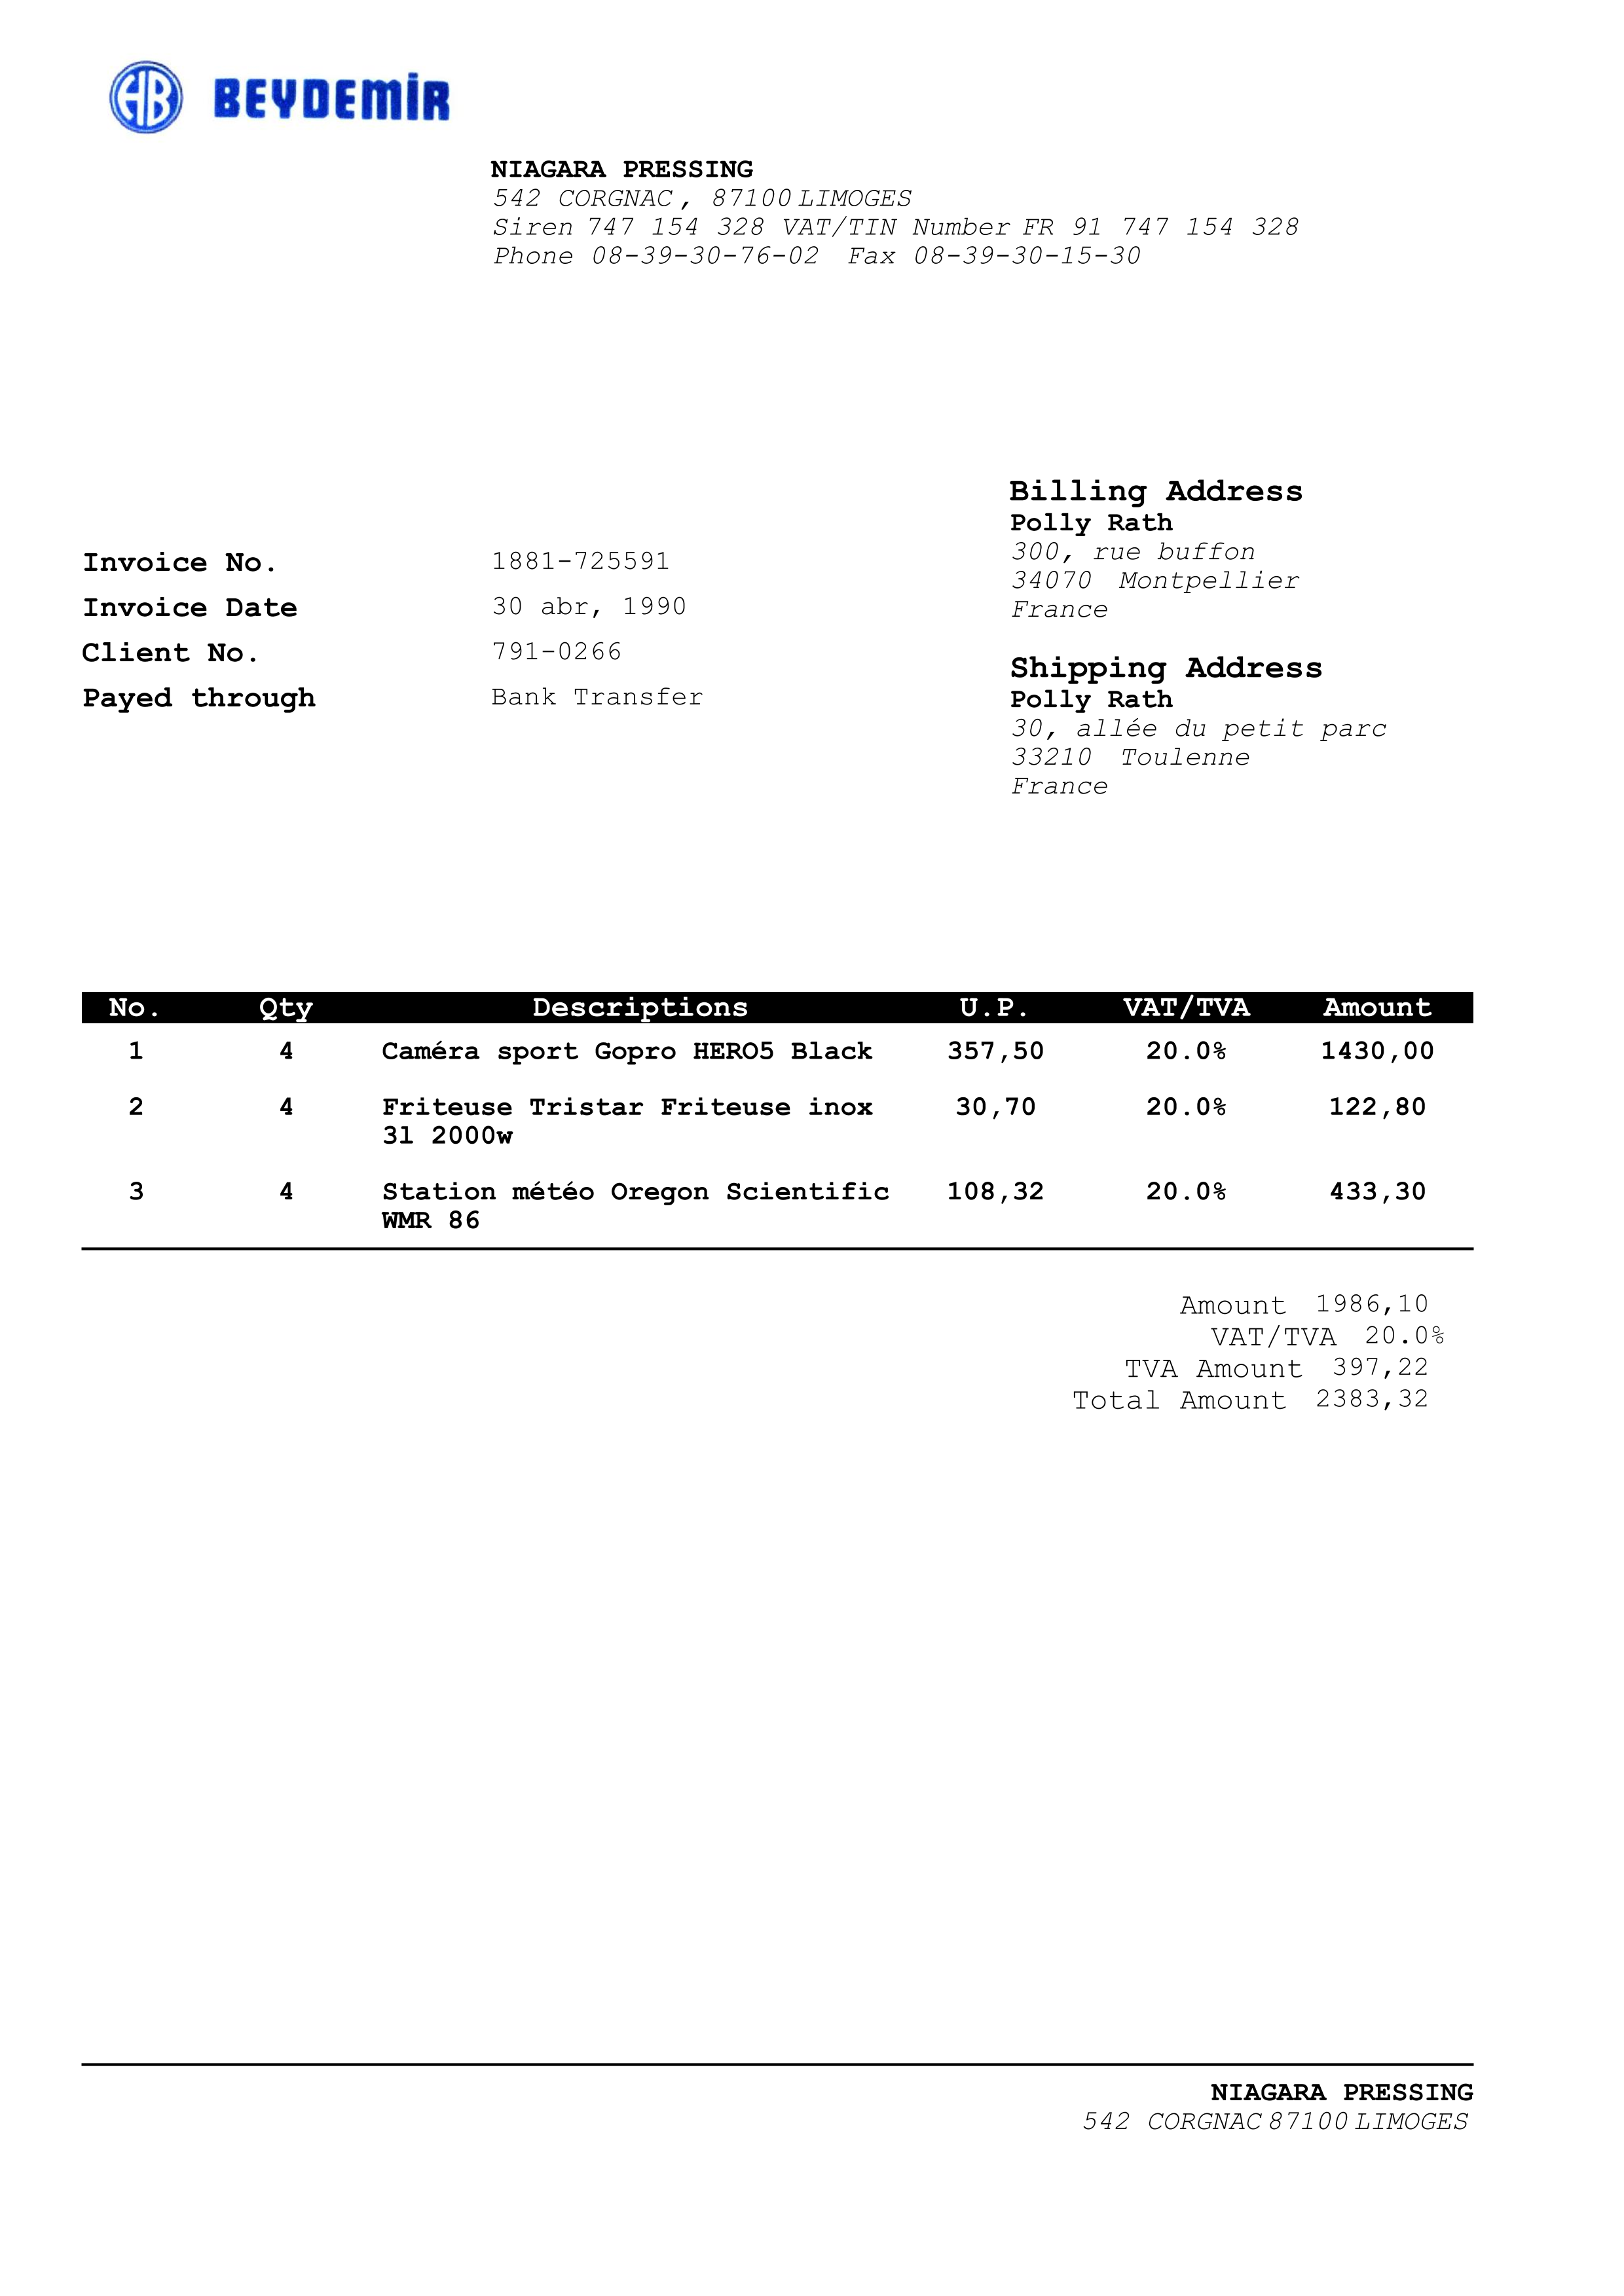 HB BEYDEMİR
NIAGARA PRESSING
542 CORGNAC , 87100 LIMOGES
Siren 747 154 328 VAT/TIN Number FR 91 747 154 328
Phone 08-39-30-76-02 Fax 08-39-30-15-30
Invoice No. 1881-725591
Invoice Date 30 abr, 1990
Client No. 791-0266
Payed through Bank Transfer
Billing Address
Polly Rath
300, rue buffon
34070 Montpellier
France
Shipping Address
Polly Rath
30, allée du petit parc
33210 Toulenne
France
No. Qty Descriptions U.P. VAT/TVA Amount
1 4 Caméra sport Gopro HERO5 Black 357,50 20.0% 1430,00
2 4 Friteuse Tristar Friteuse inox 30,70 20.0% 122,80
3l 2000w
3 4 Station météo Oregon Scientific 108,32 20.0% 433,30
WMR 86
Amount 1986,10
VAT/TVA 20.0%
TVA Amount 397,22
Total Amount 2383,32
NIAGARA PRESSING
542 CORGNAC 87100 LIMOGES